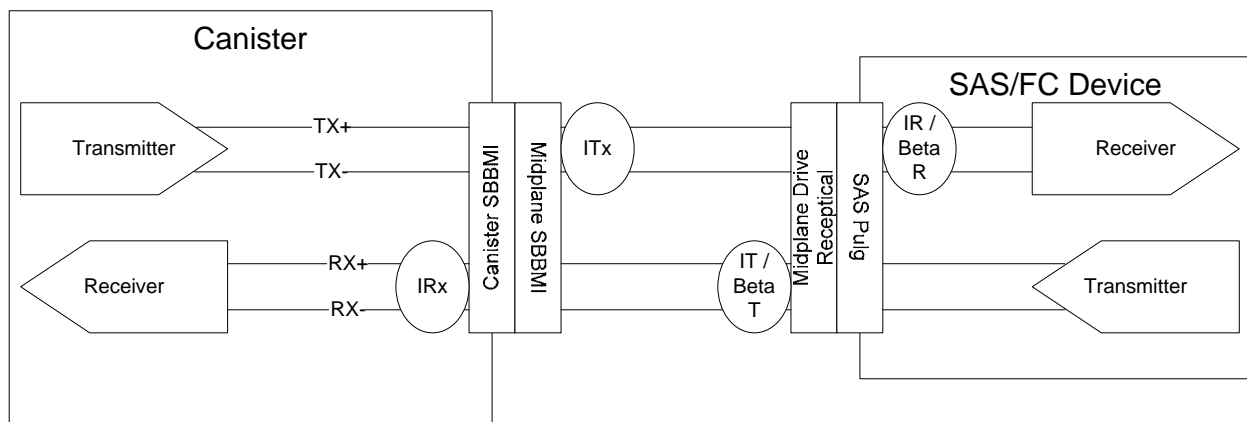 Canister
SAS/FC Device
Transmitter
TX+
TX-
Canister SBBMI
Midplane SBBMI
ITx
Midplane Drive
Receptical
SAS Pulg
IR /
Beta
R
Receiver
Receiver
RX+
RX-
IRx
IT /
Beta
T
Transmitter